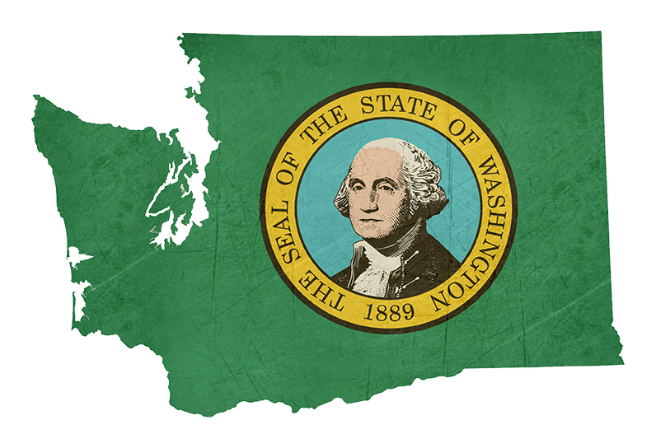 THE SEAL OF THE STATE OF WASHINGTON
1889